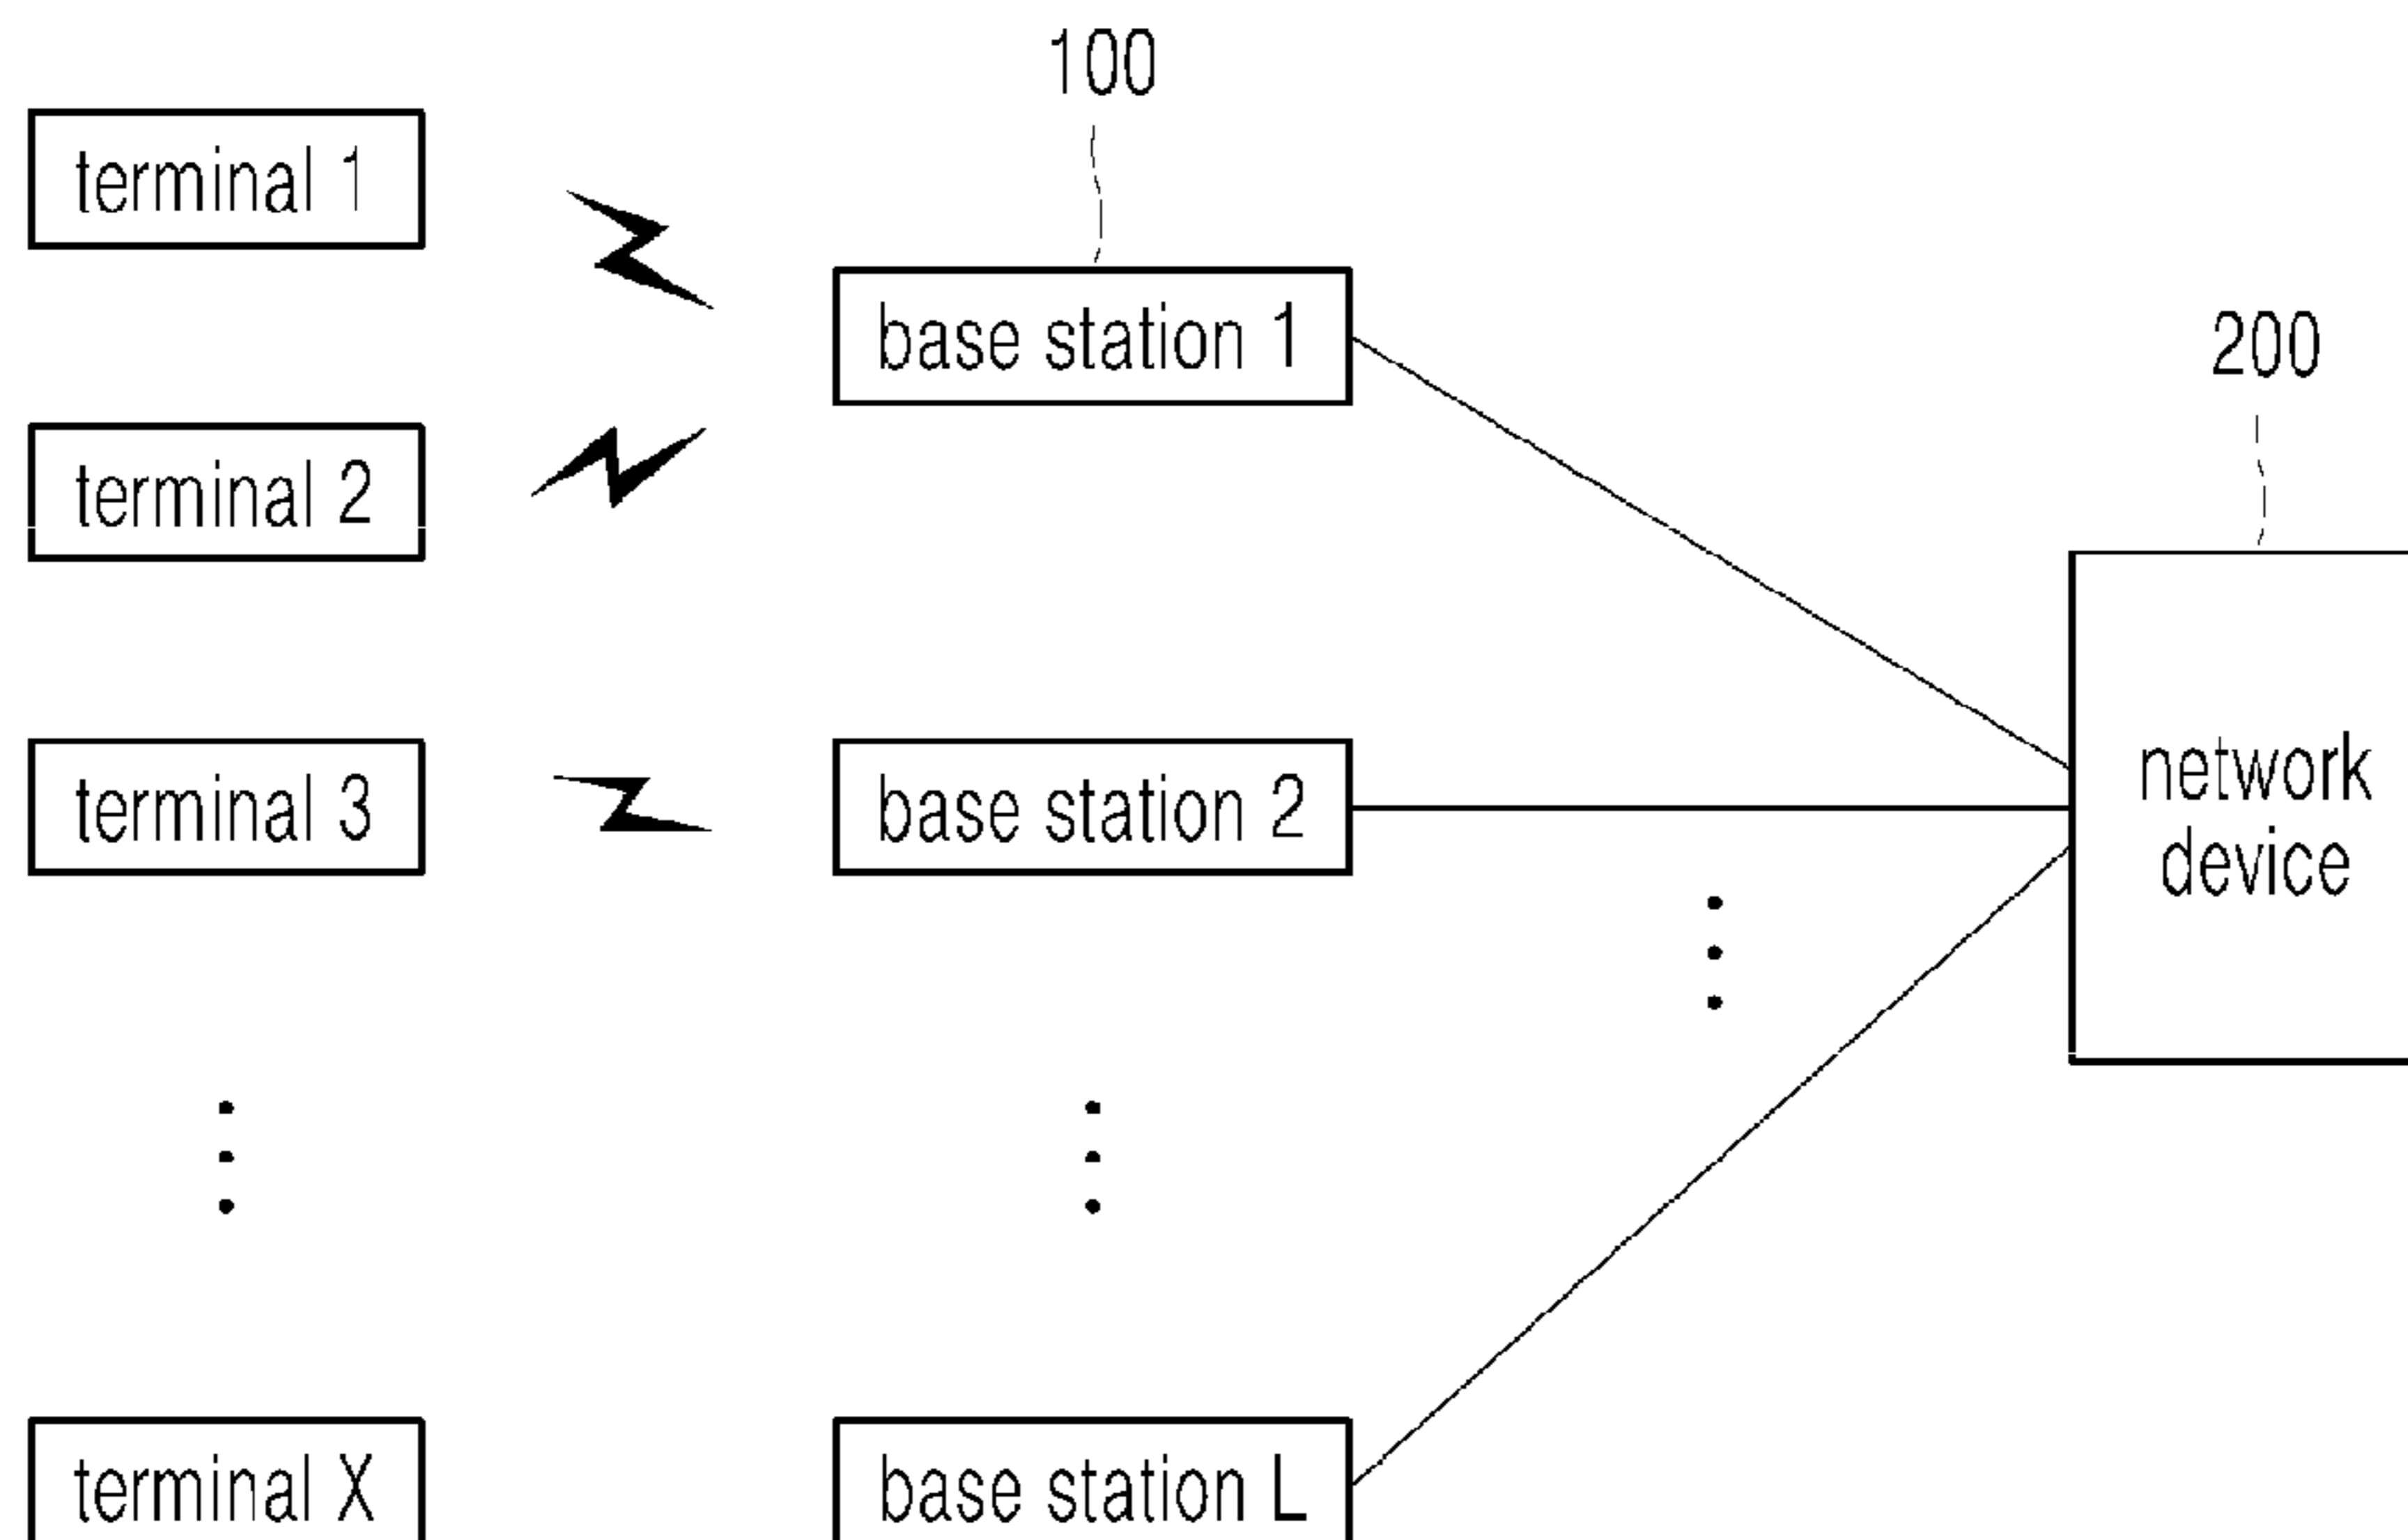 100
terminal 1
base station 1
200
terminal 2
terminal 3
base station 2
network
device
terminal X
base station L